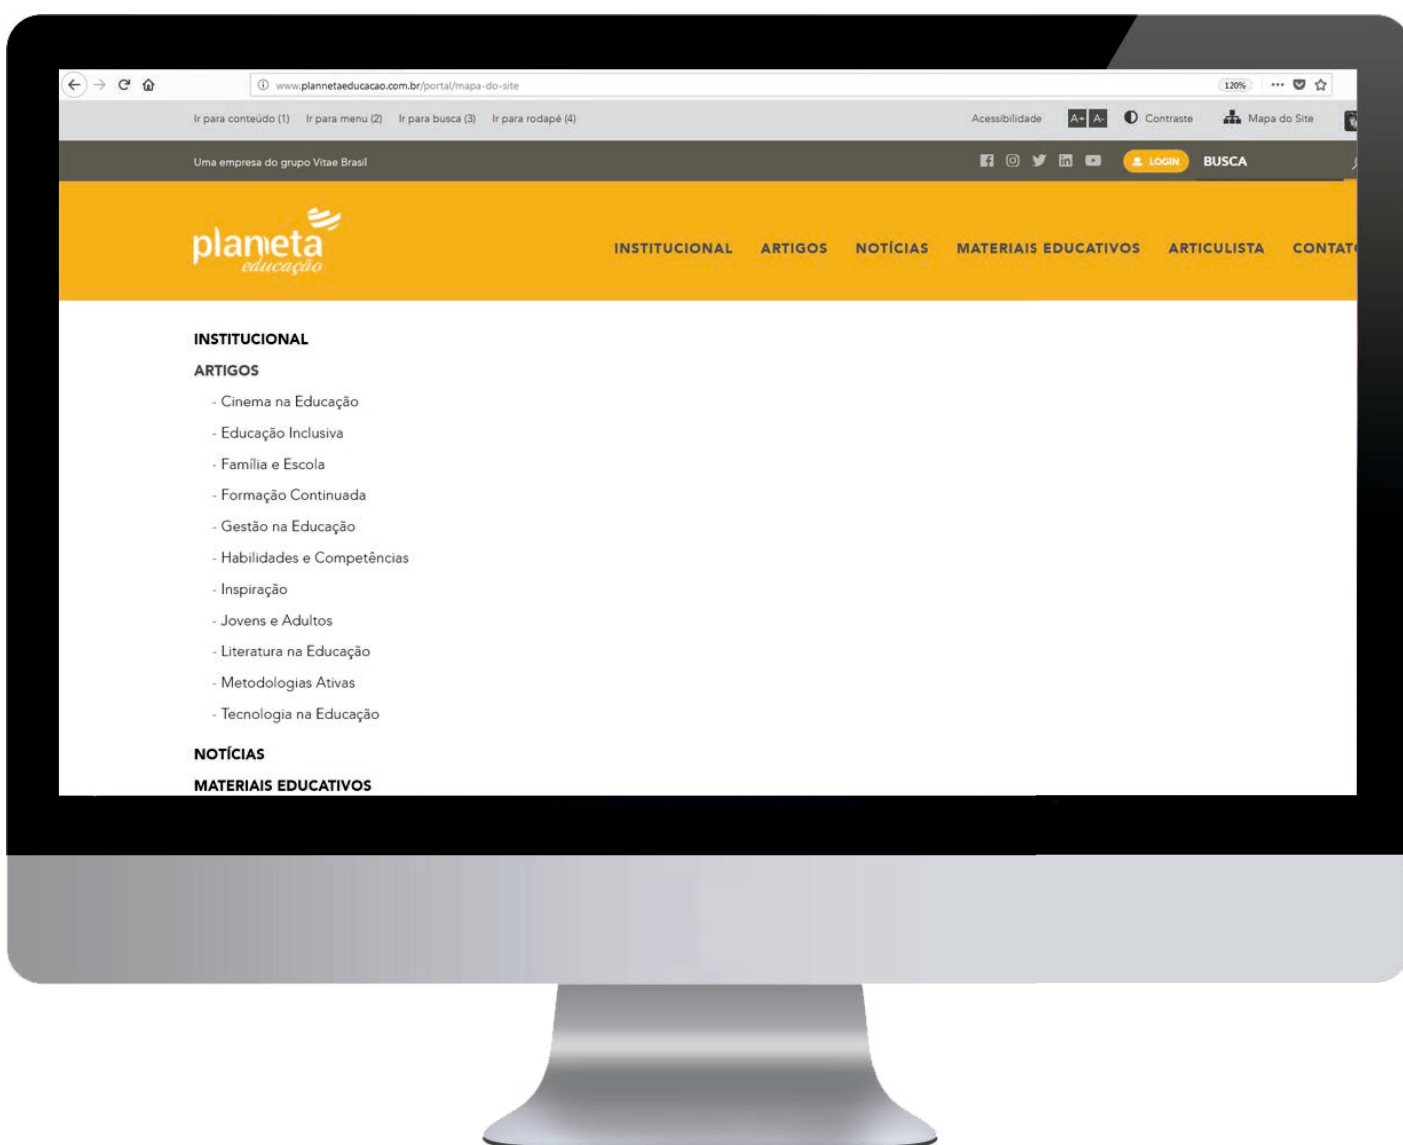 www.plannetaeducacao.com.br/portal/mapa-do-site 120%
Ir para conteúdo (1) Ir para menu (2) Ir para busca (3) Ir para rodapé (4) Acessibilidade A+ A- Contraste Mapa do Site
Uma empresa do grupo Vitae Brasil LOGIN BUSCA
planeta
educação
INSTITUCIONAL ARTIGOS NOTÍCIAS MATERIAIS EDUCATIVOS ARTICULISTA CONTATO
INSTITUCIONAL
ARTIGOS
- Cinema na Educação
- Educação Inclusiva
- Família e Escola
- Formação Continuada
- Gestão na Educação
- Habilidades e Competências
- Inspiração
- Jovens e Adultos
- Literatura na Educação
- Metodologias Ativas
- Tecnologia na Educação
NOTÍCIAS
MATERIAIS EDUCATIVOS